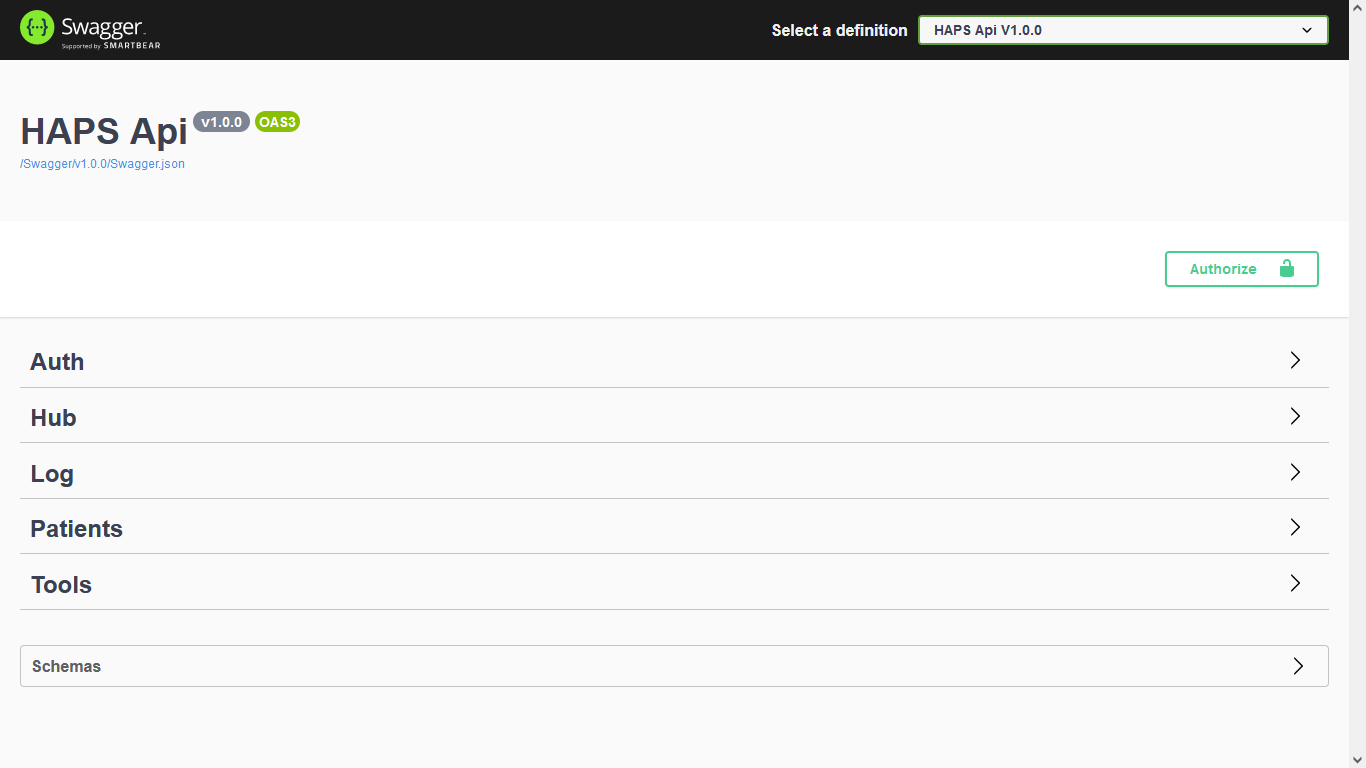 Swagger
Supported by SMARTBEAR
Select a definition
HAPS Api V1.0.0
HAPS Api v1.0.0 OAS3
/Swagger/v1.0.0/Swagger.json
Authorize
Auth
Hub
Log
Patients
Tools
Schemas